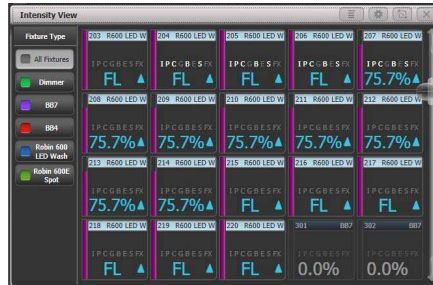 Intensity View
Fixture Type
All Fixtures
Dimmer
BB7
BB4
Robin 600 LED Wash
Robin 600E Spot
203 R600 LED W 204 R600 LED W 205 R600 LED W 206 R600 LED W 207 R600 LED W
IPCGBESFX IPCGBESFX IPCGBESFX IPCGBESFX IPCGBESFX
FL FL FL FL 75.7%
208 R600 LED W 209 R600 LED W 210 R600 LED W 211 R600 LED W 212 R600 LED W
IPCGBESFX IPCGBESFX IPCGBESFX IPCGBESFX IPCGBESFX
75.7% 75.7% 75.7% 75.7% 75.7%
213 R600 LED W 214 R600 LED W 215 R600 LED W 216 R600 LED W 217 R600 LED W
IPCGBESFX IPCGBESFX IPCGBESFX IPCGBESFX IPCGBESFX
75.7% 75.7% FL FL FL
218 R600 LED W 219 R600 LED W 220 R600 LED W 301 BB7 302 BB7
IPCGBESFX IPCGBESFX IPCGBESFX IPCGBESFX IPCGBESFX
FL FL FL 0.0% 0.0%